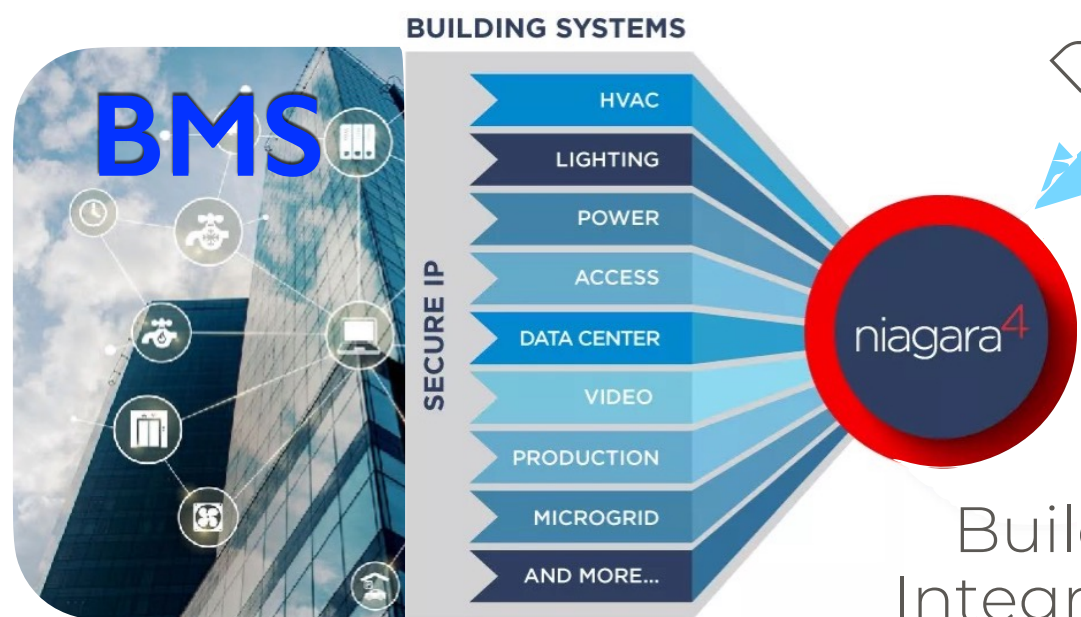 BUILDING SYSTEMS
BMS
SECURE IP
HVAC
LIGHTING
POWER
ACCESS
DATA CENTER
VIDEO
PRODUCTION
MICROGRID
AND MORE...
niagara4